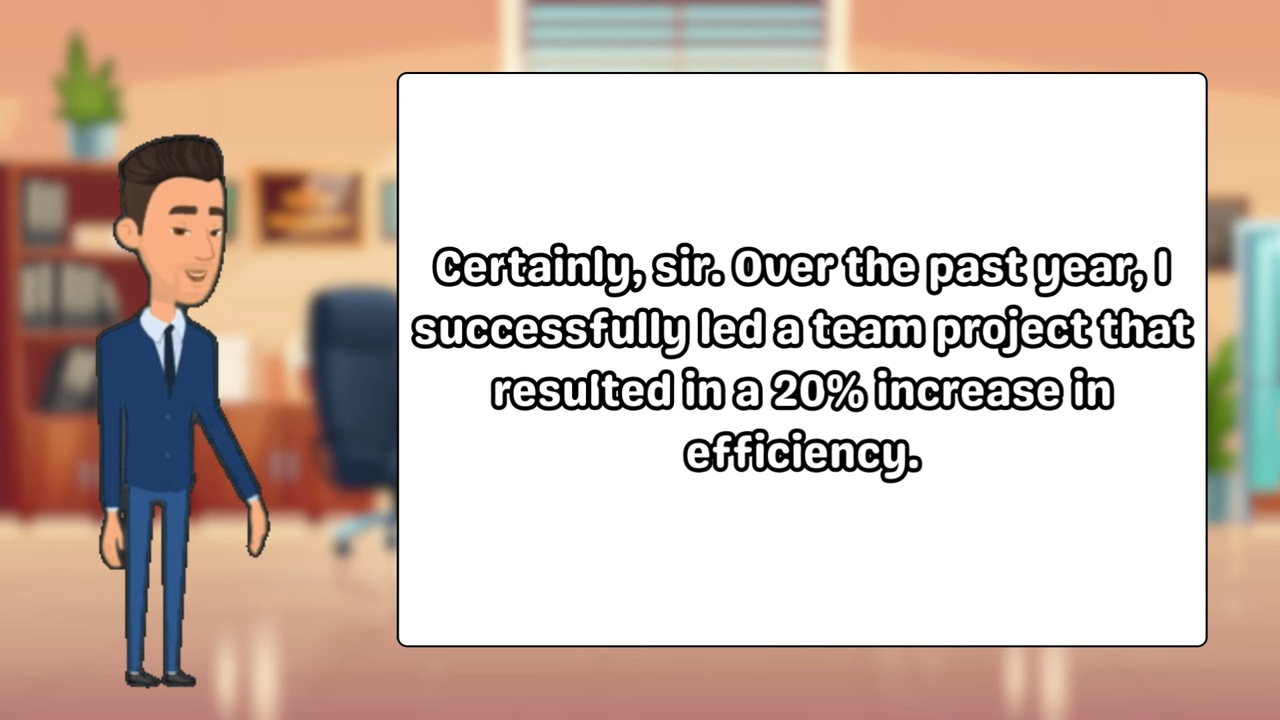 Certainly, sir. Over the past year, I
successfully led a team project that
resulted in a 20% increase in
efficiency.